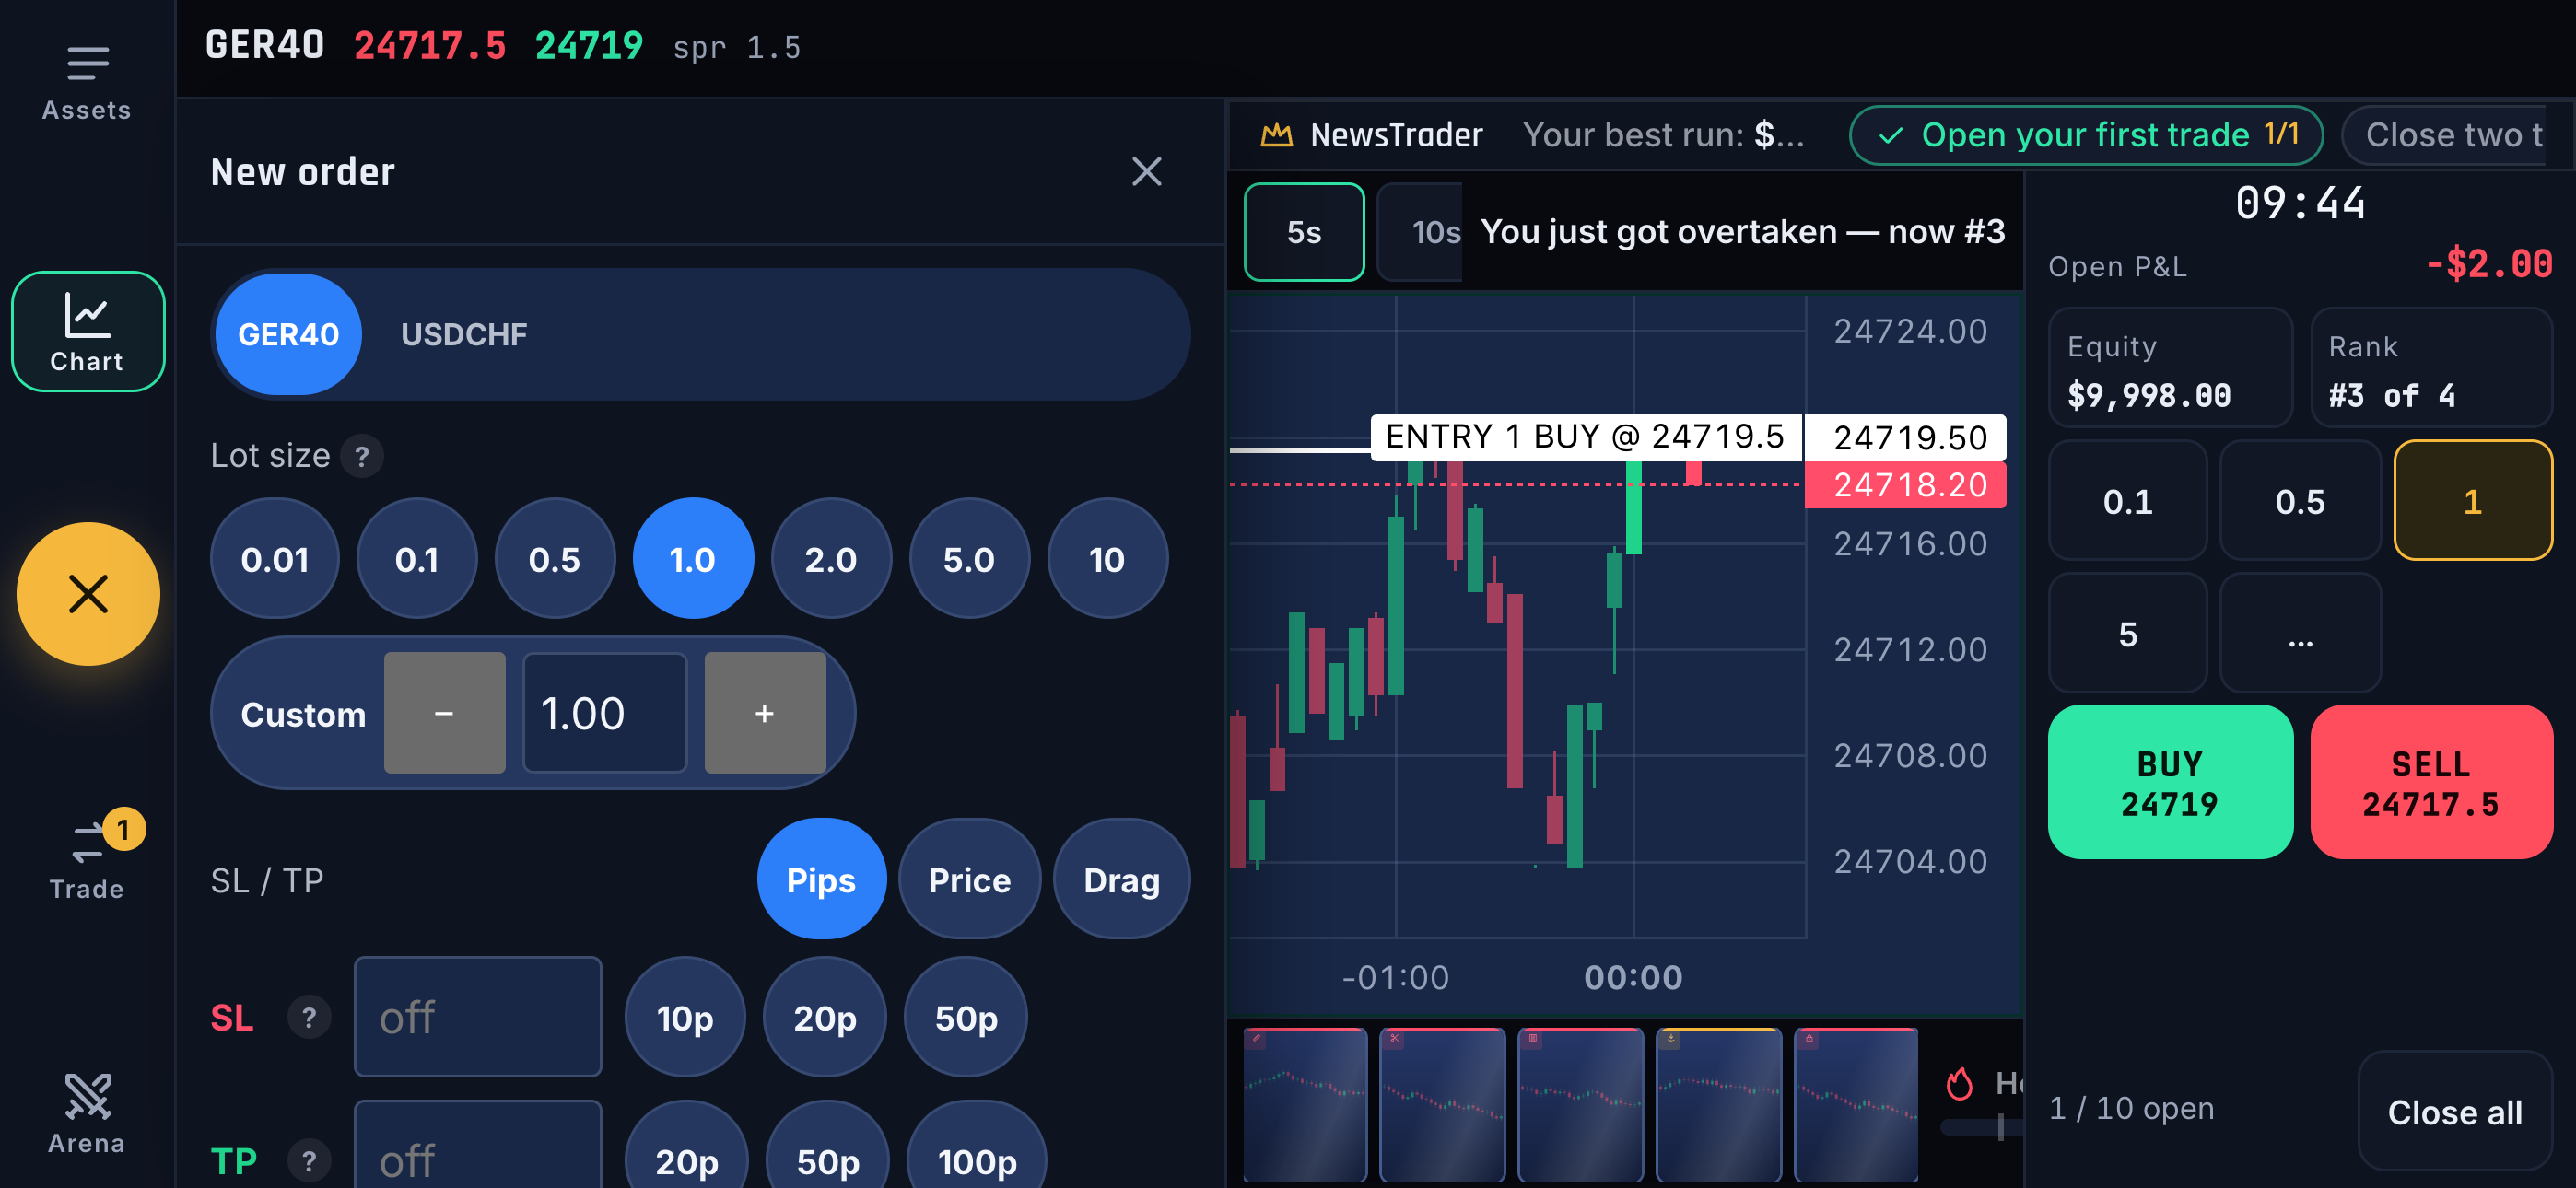 GER40 24717.5 24719 spr 1.5
Assets
Chart
1
Trade
Arena
New order
GER40 USDCHF
Lot size ?
0.01 0.1 0.5 1.0 2.0 5.0 10
Custom − 1.00 +
SL / TP Pips Price Drag
SL ? off 10p 20p 50p
TP ? off 20p 50p 100p
NewsTrader Your best run: $... Open your first trade 1/1 Close two t
5s 10s You just got overtaken — now #3
24724.00
ENTRY 1 BUY @ 24719.5 24719.50
24718.20
24716.00
24712.00
24708.00
24704.00
-01:00 00:00
09:44
Open P&L -$2.00
Equity
$9,998.00
Rank
#3 of 4
0.1 0.5 1
5 ...
BUY
24719
SELL
24717.5
1 / 10 open Close all